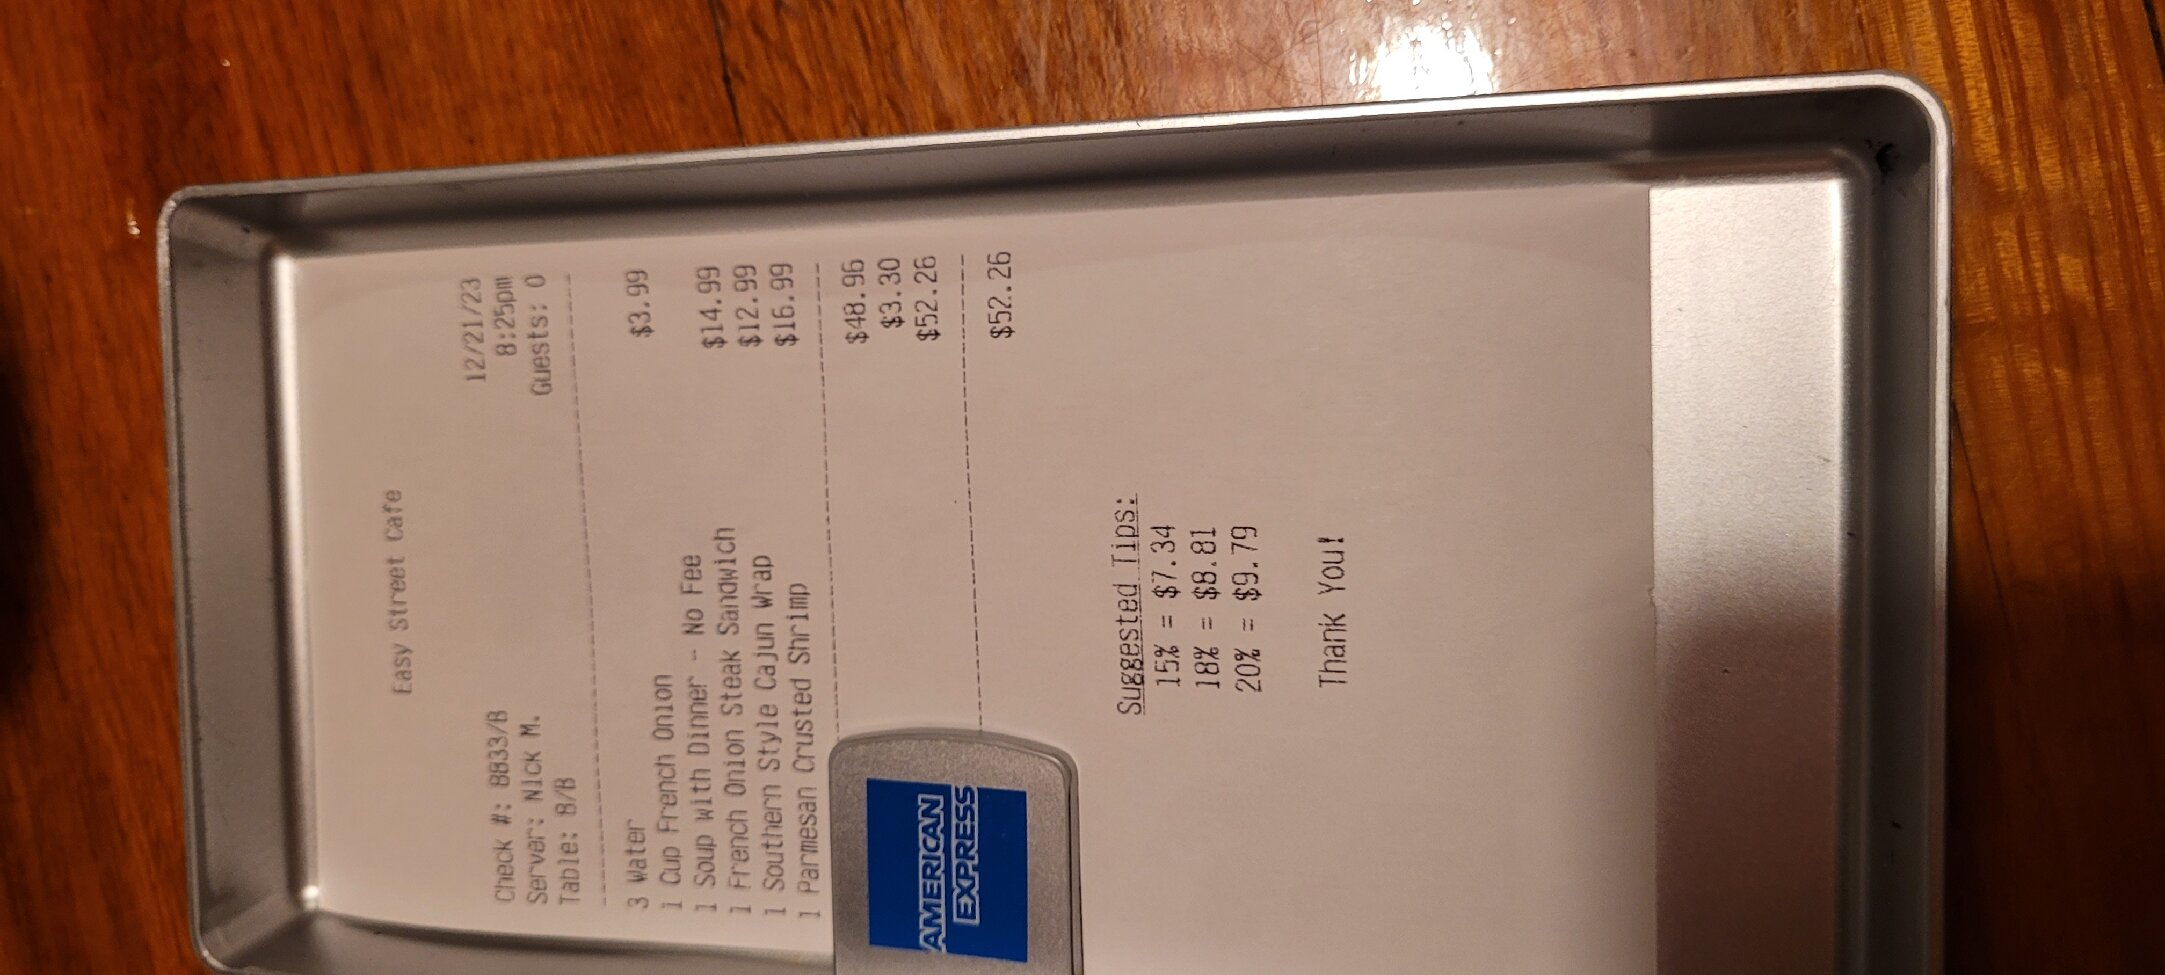 Easy Street Cafe
Check #: 8833/B 12/21/23
Server: Nick M. 8:25pm
Table: 8/B Guests: 0
3 Water
1 Cup French Onion $3.99
1 Soup with Dinner -- No Fee
1 French Onion Steak Sandwich $14.99
1 Southern Style Cajun Wrap $12.99
1 Parmesan Crusted Shrimp $16.99
$48.96
$3.30
$52.26
$52.26
AMERICAN
EXPRESS
Suggested Tips:
15% = $7.34
18% = $8.81
20% = $9.79
Thank You!